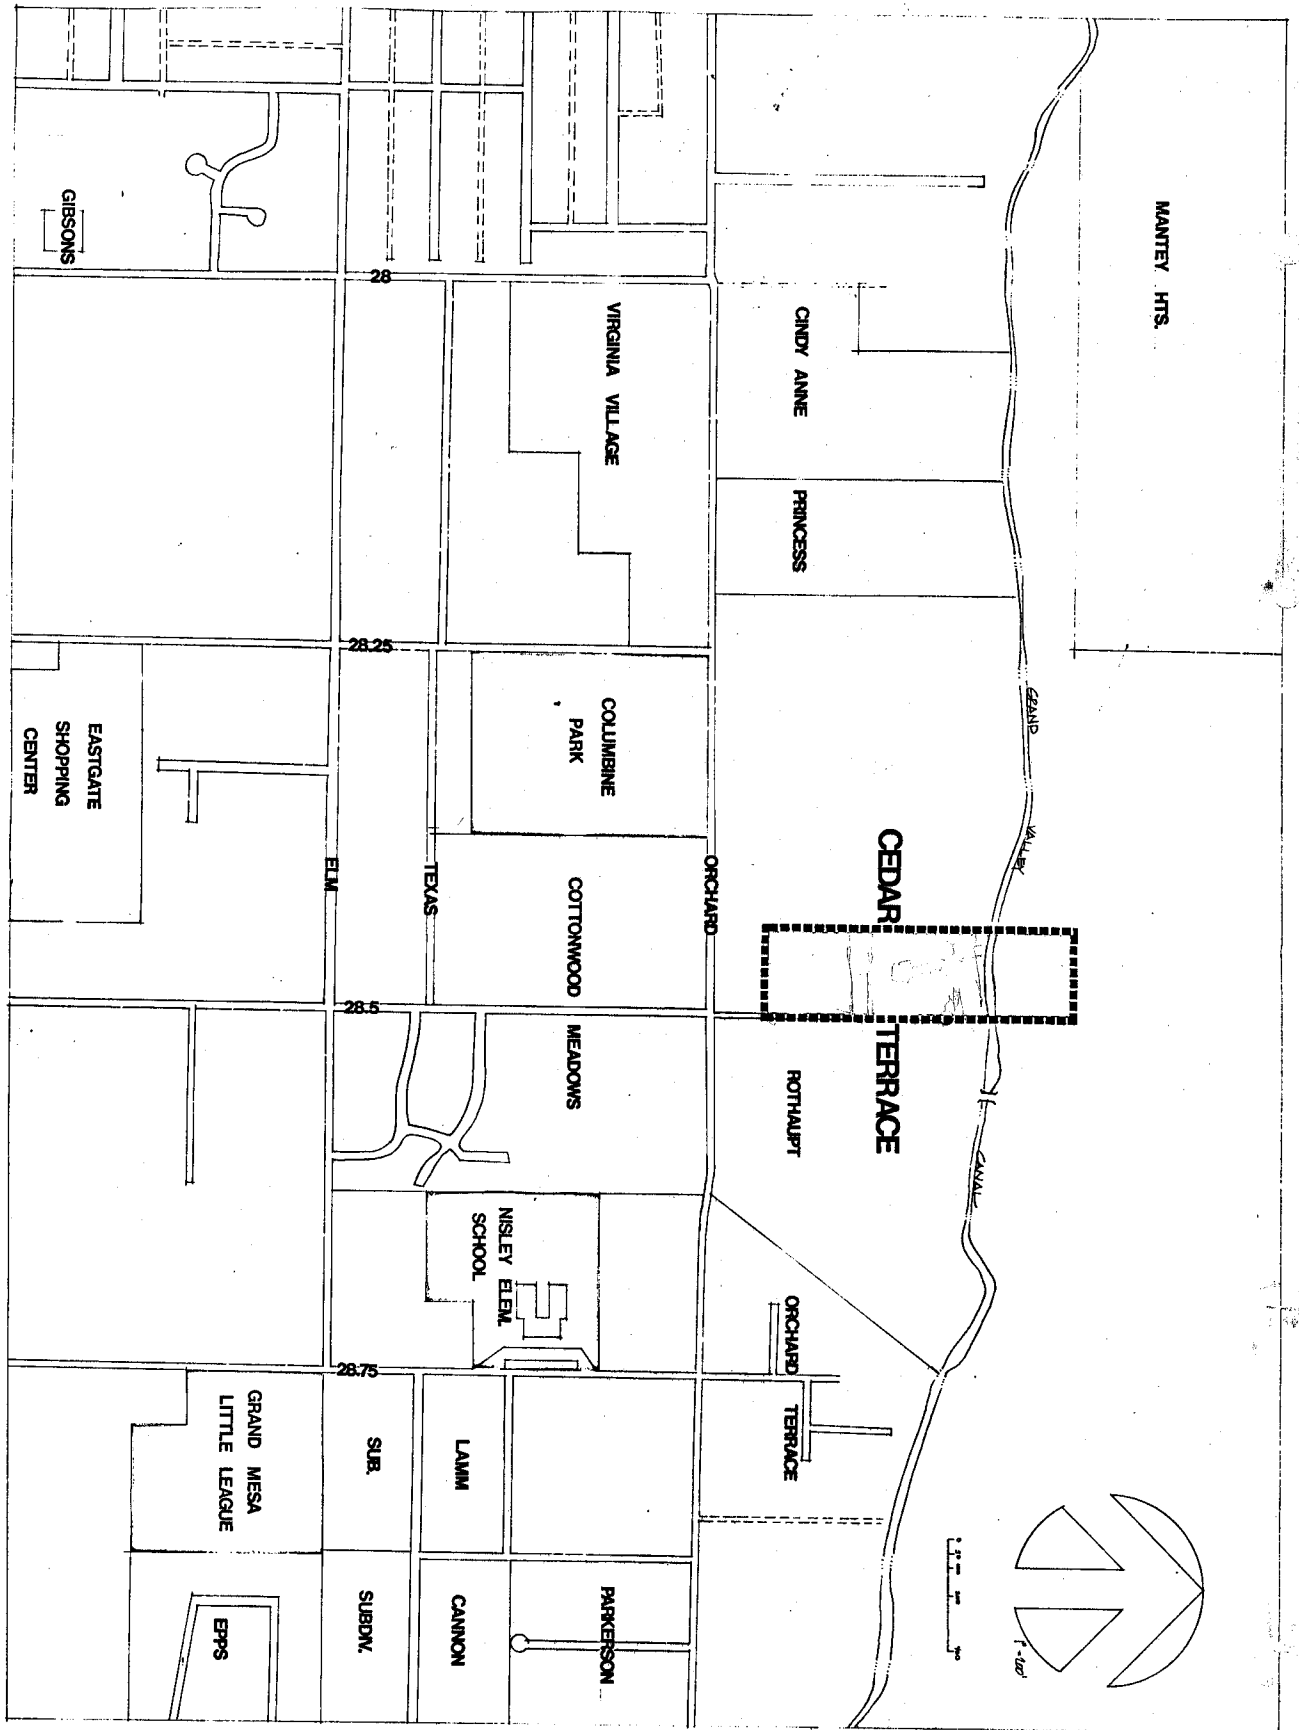 MANTEY HTS.
GIBSONS
28
VIRGINIA VILLAGE
CINDY ANNE
PRINCESS
28.25
GRAND VALLEY CANAL
EASTGATE
SHOPPING
CENTER
COLUMBINE
PARK
ELM
TEXAS
ORCHARD
CEDAR TERRACE
COTTONWOOD MEADOWS
28.5
ROTHAUPT
NISLEY ELEM.
SCHOOL
ORCHARD TERRACE
28.75
GRAND MESA
LITTLE LEAGUE
SUB.
LAMM
SUBDIV.
CANNON
PARKERSON
EPPS